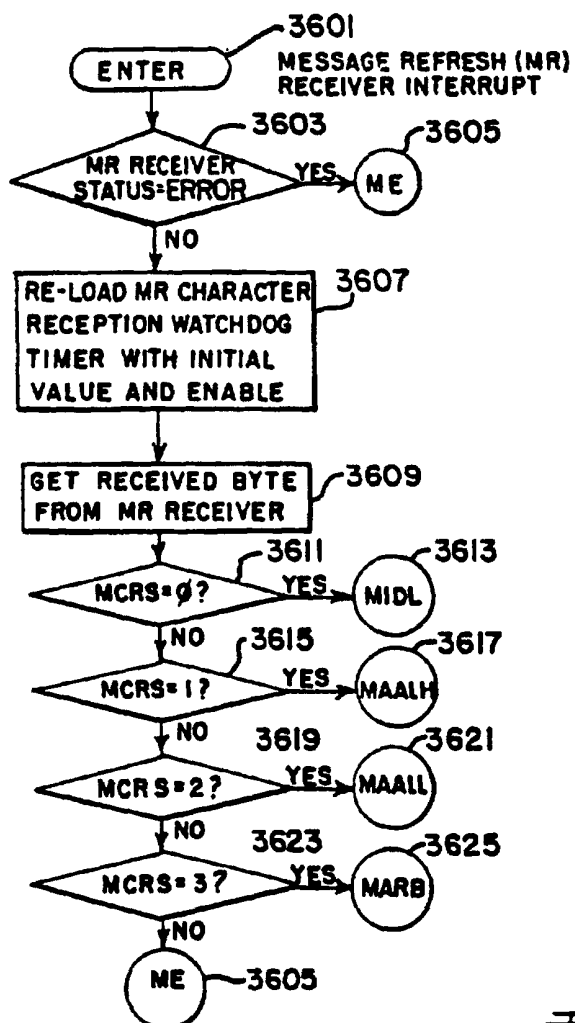 3601
ENTER
MESSAGE REFRESH (MR)
RECEIVER INTERRUPT
3603
3605
MR RECEIVER
STATUS=ERROR
YES
ME
NO
3607
RE-LOAD MR CHARACTER
RECEPTION WATCHDOG
TIMER WITH INITIAL
VALUE AND ENABLE
3609
GET RECEIVED BYTE
FROM MR RECEIVER
3611
3613
MCRS=Ø?
YES
MIDL
NO
3615
3617
MCRS=1?
YES
MAALH
NO
3619
3621
MCRS=2?
YES
MAALL
NO
3623
3625
MCRS=3?
YES
MARB
NO
ME
3605